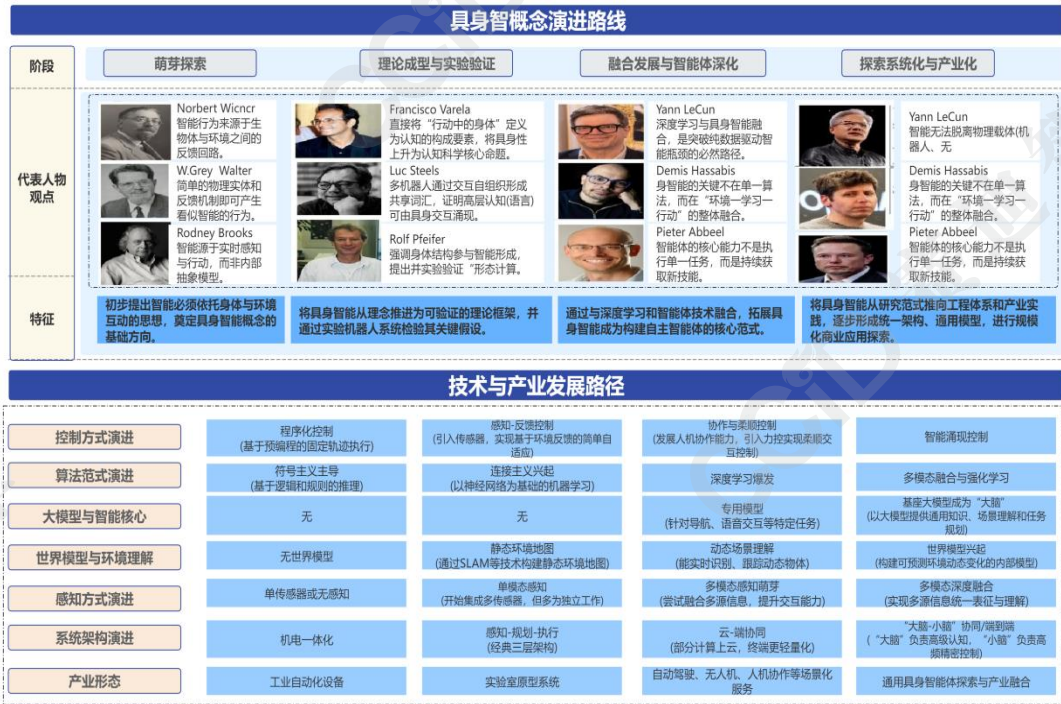 具身智概念演进路线
阶段
萌芽探索
理论成型与实验验证
融合发展与智能体深化
探索系统化与产业化
代表人物
观点
Norbert Wicncr
智能行为来源于生
物体与环境之间的
反馈回路。
W.Grey Walter
简单的物理实体和
反馈机制即可产生
看似智能的行为。
Rodney Brooks
智能源于实时感知
与行动，而非内部
抽象模型。
Francisco Varela
直接将“行动中的身体”定义
为认知的构成要素，将具身性
上升为认知科学核心命题。
Luc Steels
多机器人通过交互自组织形成
共享词汇，证明高层认知(语言)
可由具身交互涌现。
Rolf Pfeifer
强调身体结构参与智能形成，
提出并实验验证“形态计算。
Yann LeCun
深度学习与具身智能融
合，是突破纯数据驱动智
能瓶颈的必然路径。
Demis Hassabis
身智能的关键不在单一算
法，而在“环境一学习一
行动”的整体融合。
Pieter Abbeel
智能体的核心能力不是执
行单一任务，而是持续获
取新技能。
Yann LeCun
智能无法脱离物理载体(机
器人、无
Demis Hassabis
身智能的关键不在单一算
法，而在“环境一学习一
行动”的整体融合。
Pieter Abbeel
智能体的核心能力不是执
行单一任务，而是持续获
取新技能。
特征
初步提出智能必须依托身体与环境
互动的思想，奠定具身智能概念的
基础方向。
将具身智能从理念推进为可验证的理论框架，并
通过实验机器人系统检验其关键假设。
通过与深度学习和智能体技术融合，拓展具
身智能成为构建自主智能体的核心范式。
将具身智能从研究范式推向工程体系和产业实
践，逐步形成统一架构、通用模型，进行规模
化商业应用探索。
技术与产业发展路径
控制方式演进
程序化控制
(基于预编程的固定轨迹执行)
感知-反馈控制
(引入传感器，实现基于环境反馈的简单自
适应)
协作与柔顺控制
(发展人机协作能力，引入力控实现柔顺交
互控制)
智能涌现控制
算法范式演进
符号主义主导
(基于逻辑和规则的推理)
连接主义兴起
(以神经网络为基础的机器学习)
深度学习爆发
多模态融合与强化学习
大模型与智能核心
无
无
专用模型
(针对导航、语音交互等特定任务)
基座大模型成为“大脑”
(以大模型提供通用知识、场景理解和任务
规划)
世界模型与环境理解
无世界模型
静态环境地图
(通过SLAM等技术构建静态环境地图)
动态场景理解
(能实时识别、跟踪动态物体)
世界模型兴起
(构建可预测环境动态变化的内部模型)
感知方式演进
单传感器或无感知
单模态感知
(开始集成多传感器，但多为独立工作)
多模态感知萌芽
(尝试融合多源信息，提升交互能力)
多模态深度融合
(实现多源信息统一表征与理解)
系统架构演进
机电一体化
感知-规划-执行
(经典三层架构)
云-端协同
(部分计算上云，终端更轻量化)
“大脑-小脑”协同/端到端
(“大脑”负责高级认知，“小脑”负责高
频精密控制)
产业形态
工业自动化设备
实验室原型系统
自动驾驶、无人机、人机协作等场景化
服务
通用具身智能体探索与产业融合